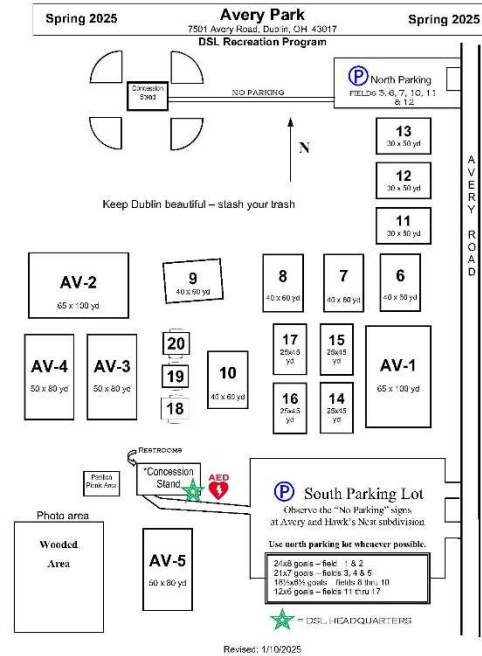 Spring 2025
Avery Park
Spring 2025
7501 Avery Road, Dublin, OH 43017
DSL Recreation Program
Concession
Stand
NO PARKING
P North Parking
FIELDS 5, 6, 7, 10, 11
& 12
N
13
30 x 50 yd
12
30 x 50 yd
11
30 x 50 yd
AVERY ROAD
Keep Dublin beautiful – stash your trash
AV-2
65 x 100 yd
9
40 x 60 yd
8
40 x 60 yd
7
40 x 60 yd
6
40 x 60 yd
AV-4
50 x 80 yd
AV-3
50 x 80 yd
20
19
18
10
40 x 60 yd
17
25x45
yd
15
25x45
yd
16
25x45
yd
14
25x45
yd
AV-1
65 x 100 yd
RESTROOMS
*Concession
Stand
AED
Pavilion
Picnic Area
P South Parking Lot
Observe the "No Parking" signs
at Avery and Hawk's Nest subdivision
Use north parking lot whenever possible.
Photo area
Wooded
Area
AV-5
50 x 80 yd
24x8 goals – field 1 & 2
21x7 goals – fields 3, 4 & 5
18½x6½ goals fields 6 thru 10
12x6 goals – fields 11 thru 17
= DSL HEADQUARTERS
Revised: 1/10/2025